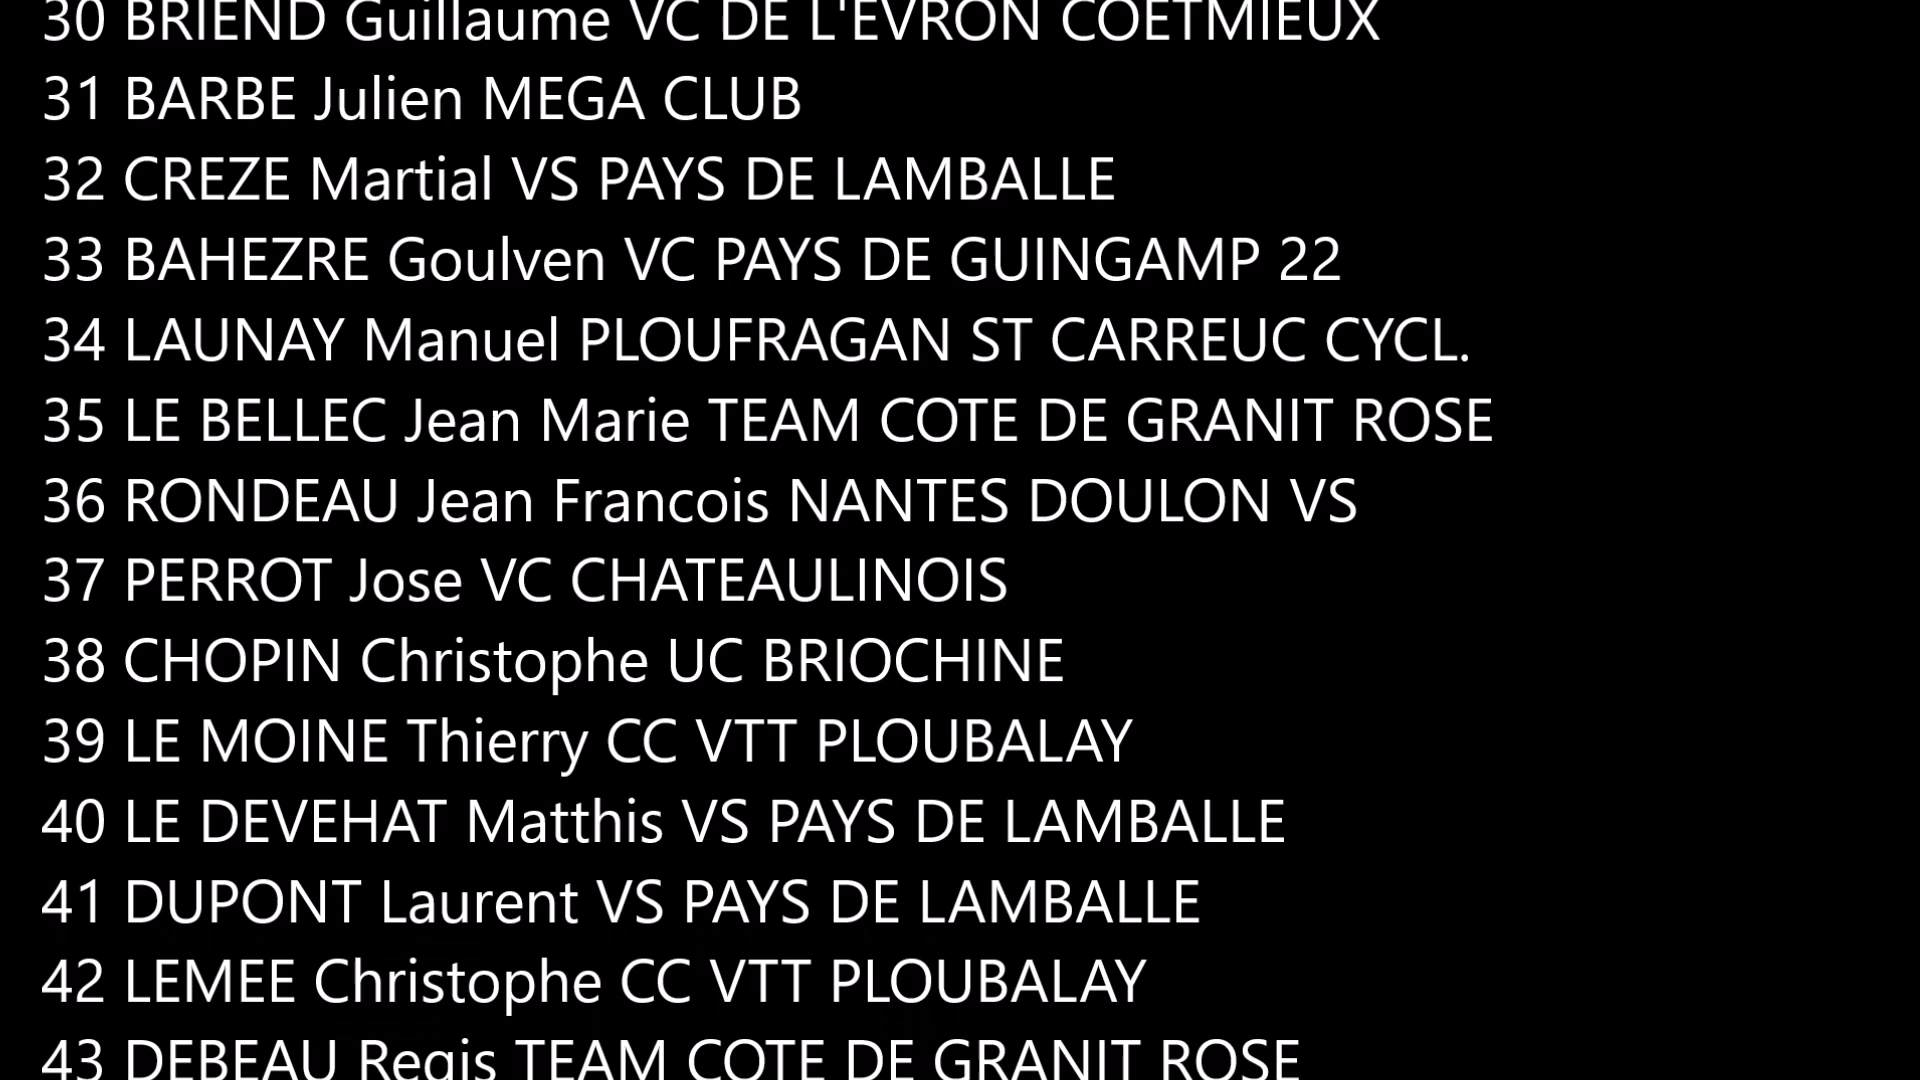 30 BRIEND Guillaume VC DE L'EVRON COETMIEUX
31 BARBE Julien MEGA CLUB
32 CREZE Martial VS PAYS DE LAMBALLE
33 BAHEZRE Goulven VC PAYS DE GUINGAMP 22
34 LAUNAY Manuel PLOUFRAGAN ST CARREUC CYCL.
35 LE BELLEC Jean Marie TEAM COTE DE GRANIT ROSE
36 RONDEAU Jean Francois NANTES DOULON VS
37 PERROT Jose VC CHATEAULINOIS
38 CHOPIN Christophe UC BRIOCHINE
39 LE MOINE Thierry CC VTT PLOUBALAY
40 LE DEVEHAT Matthis VS PAYS DE LAMBALLE
41 DUPONT Laurent VS PAYS DE LAMBALLE
42 LEMEE Christophe CC VTT PLOUBALAY
43 DEBEAU Regis TEAM COTE DE GRANIT ROSE